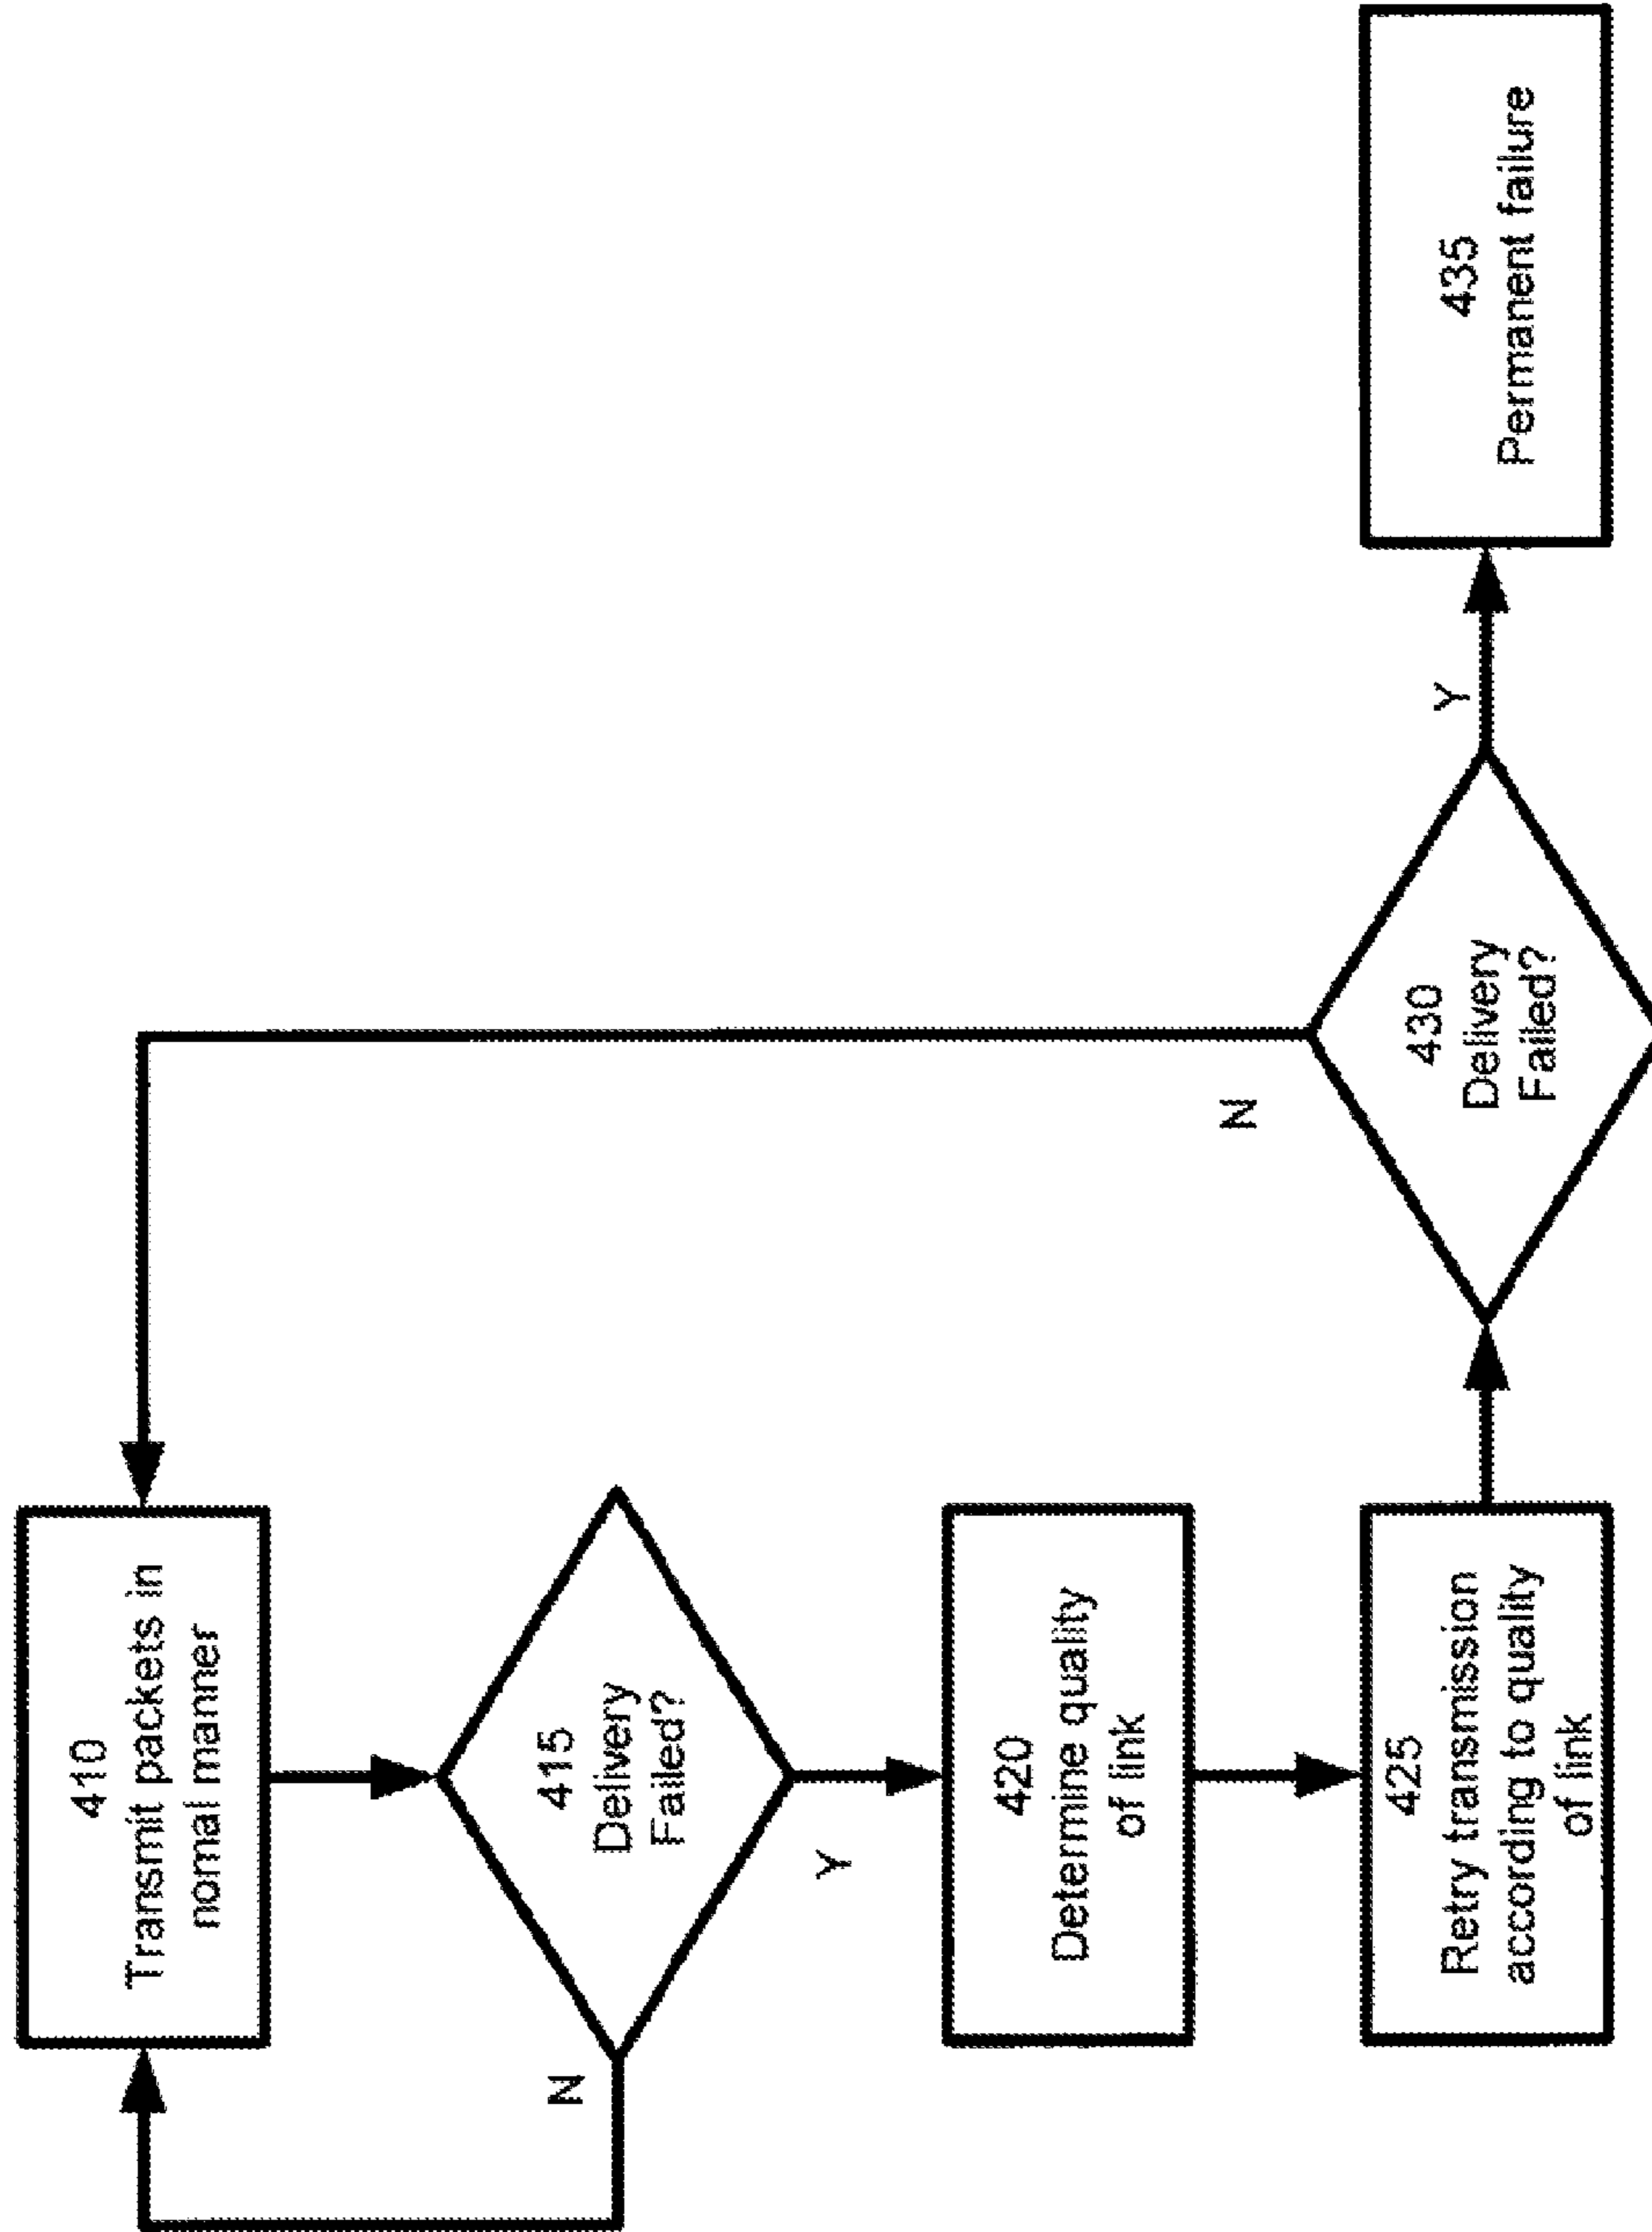 410
Transmit packets in
nomal manner
415
Delivery
Failed?
N
Y
420
Determine quality
of link
425
Retry transmission
according to quality
of link
430
Delivery
Failed?
N
Y
435
Permanent failure